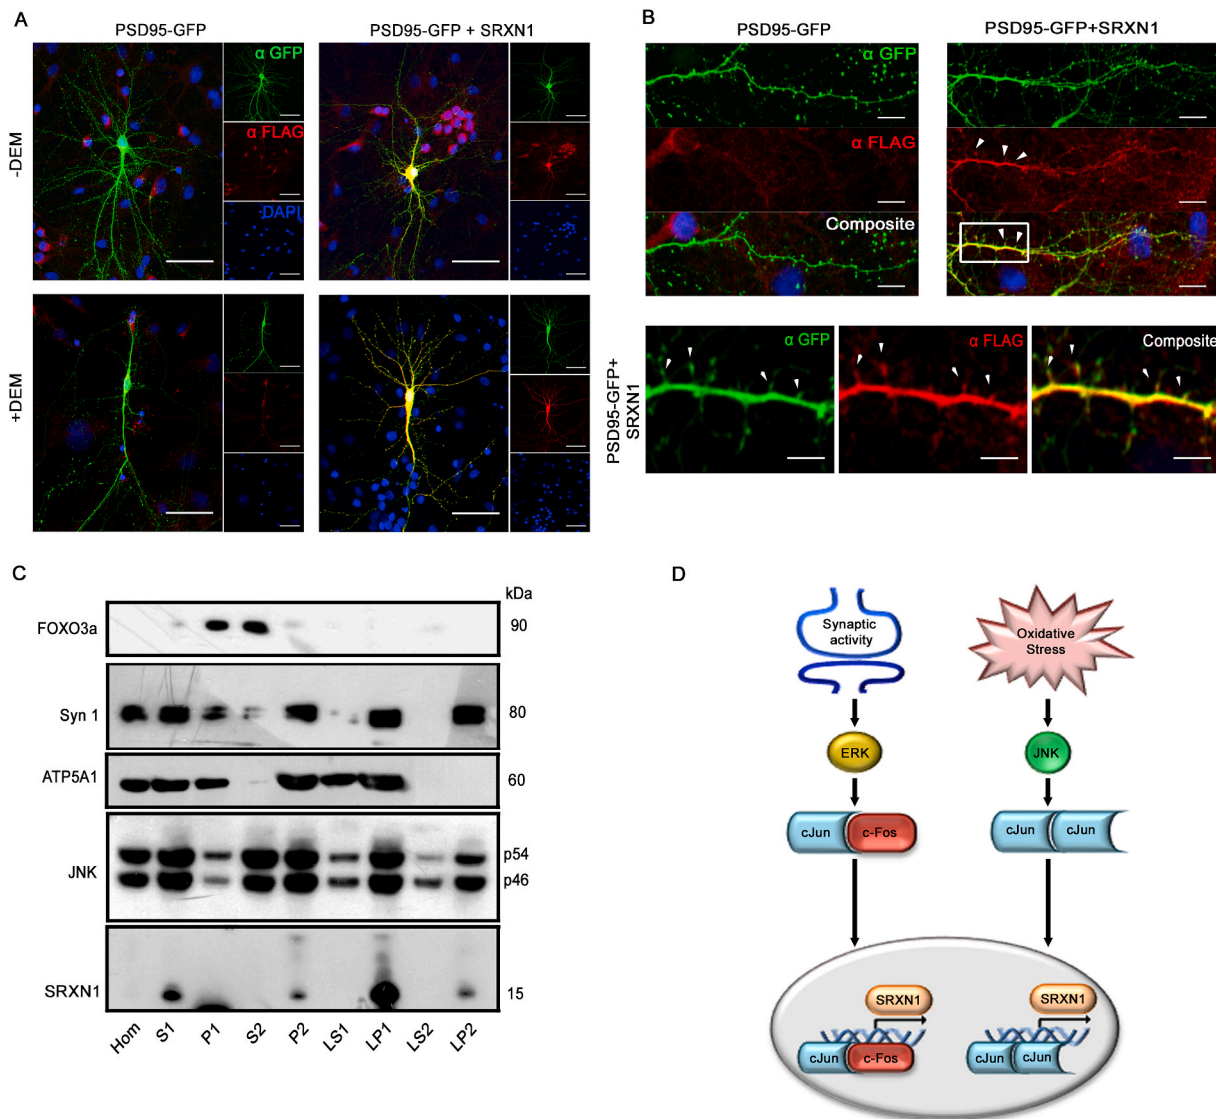 A
PSD95-GFP
PSD95-GFP + SRXN1
-DEM
α GFP
α FLAG
DAPI
+DEM
B
PSD95-GFP
PSD95-GFP+SRXN1
α GFP
α FLAG
Composite
PSD95-GFP+
SRXN1
α GFP
α FLAG
Composite
C
kDa
FOXO3a
90
Syn 1
80
ATP5A1
60
JNK
p54
p46
SRXN1
15
Hom
S1
P1
S2
P2
LS1
LP1
LS2
LP2
D
Synaptic
activity
Oxidative
Stress
ERK
JNK
cJun
c-Fos
cJun
cJun
SRXN1
SRXN1
cJun
c-Fos
cJun
cJun